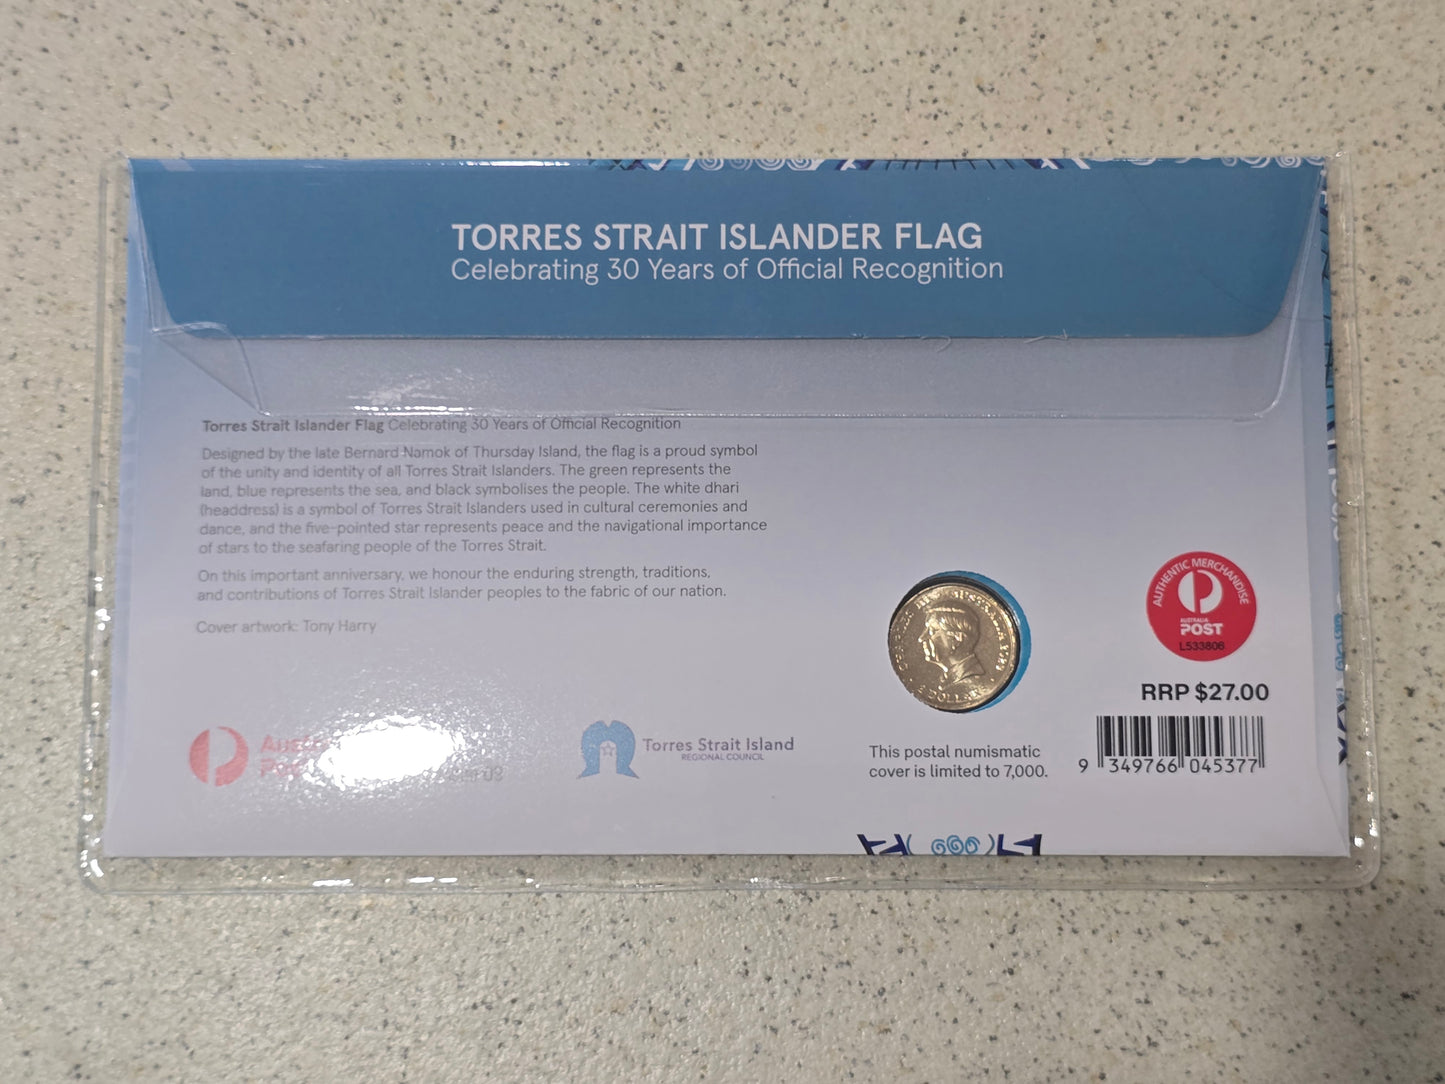 TORRES STRAIT ISLANDER FLAG
Celebrating 30 Years of Official Recognition
Torres Strait Islander Flag Celebrating 30 Years of Official Recognition
Designed by the late Bernard Namok of Thursday Island, the flag is a proud symbol
of the unity and identity of all Torres Strait Islanders. The green represents the
land, blue represents the sea, and black symbolises the people. The white dhari
(headdress) is a symbol of Torres Strait Islanders used in cultural ceremonies and
dance, and the five-pointed star represents peace and the navigational importance
of stars to the seafaring people of the Torres Strait.
On this important anniversary, we honour the enduring strength, traditions,
and contributions of Torres Strait Islander peoples to the fabric of our nation.
Cover artwork: Tony Harry
Torres Strait Island
REGIONAL COUNCIL
DOLLARS
This postal numismatic
cover is limited to 7,000.
AUTHENTIC MERCHANDISE
AUSTRALIA
POST
L533806
RRP $27.00
9 349766 045377